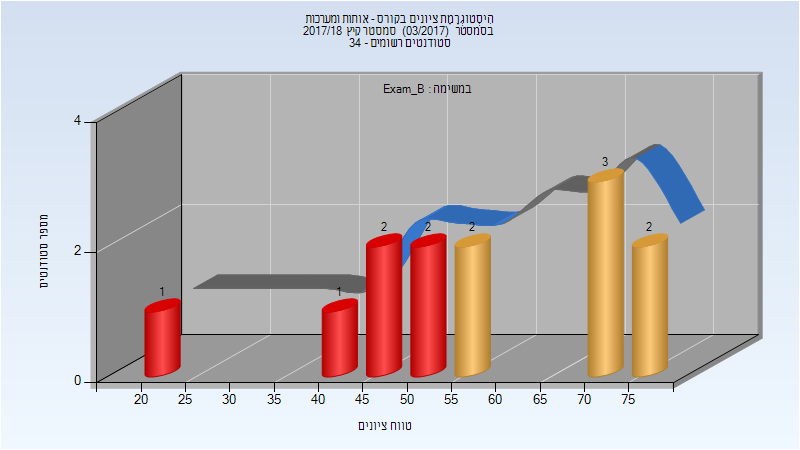 היסטוגרמת ציונים בקורס - אותות ומערכות
בסמסטר (03/2017) סמסטר קיץ 2017/18
סטודנטים רשומים - 34
במשימה : Exam_B
4
2
0
מספר סטודנטים
1
1
2
2
2
3
2
20 25 30 35 40 45 50 55 60 65 70 75
טווח ציונים